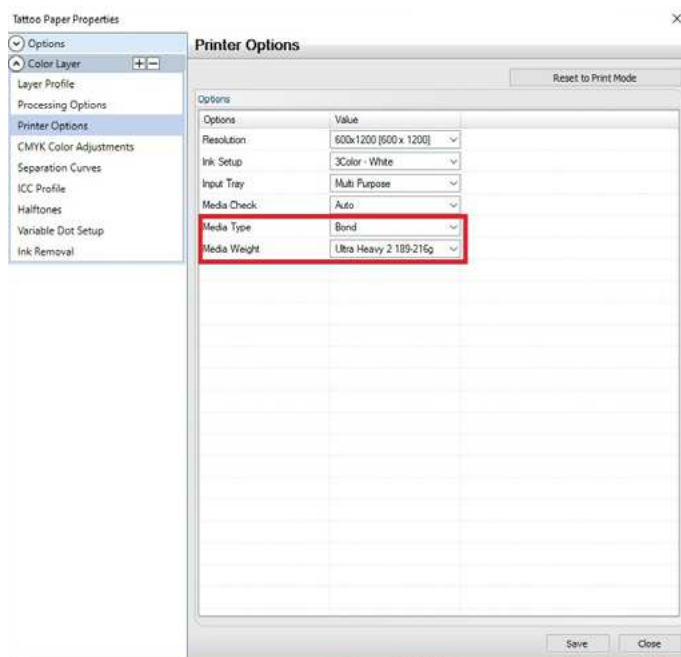 Tattoo Paper Properties
Options
Color Layer
Layer Profile
Processing Options
Printer Options
CMYK Color Adjustments
Separation Curves
ICC Profile
Halftones
Variable Dot Setup
Ink Removal
Printer Options
Reset to Print Mode
Options
Options Value
Resolution 600x1200 [600 x 1200]
Ink Setup 3Color - White
Input Tray Multi Purpose
Media Check Auto
Media Type Bond
Media Weight Ultra Heavy 2 189-216g
Save Close